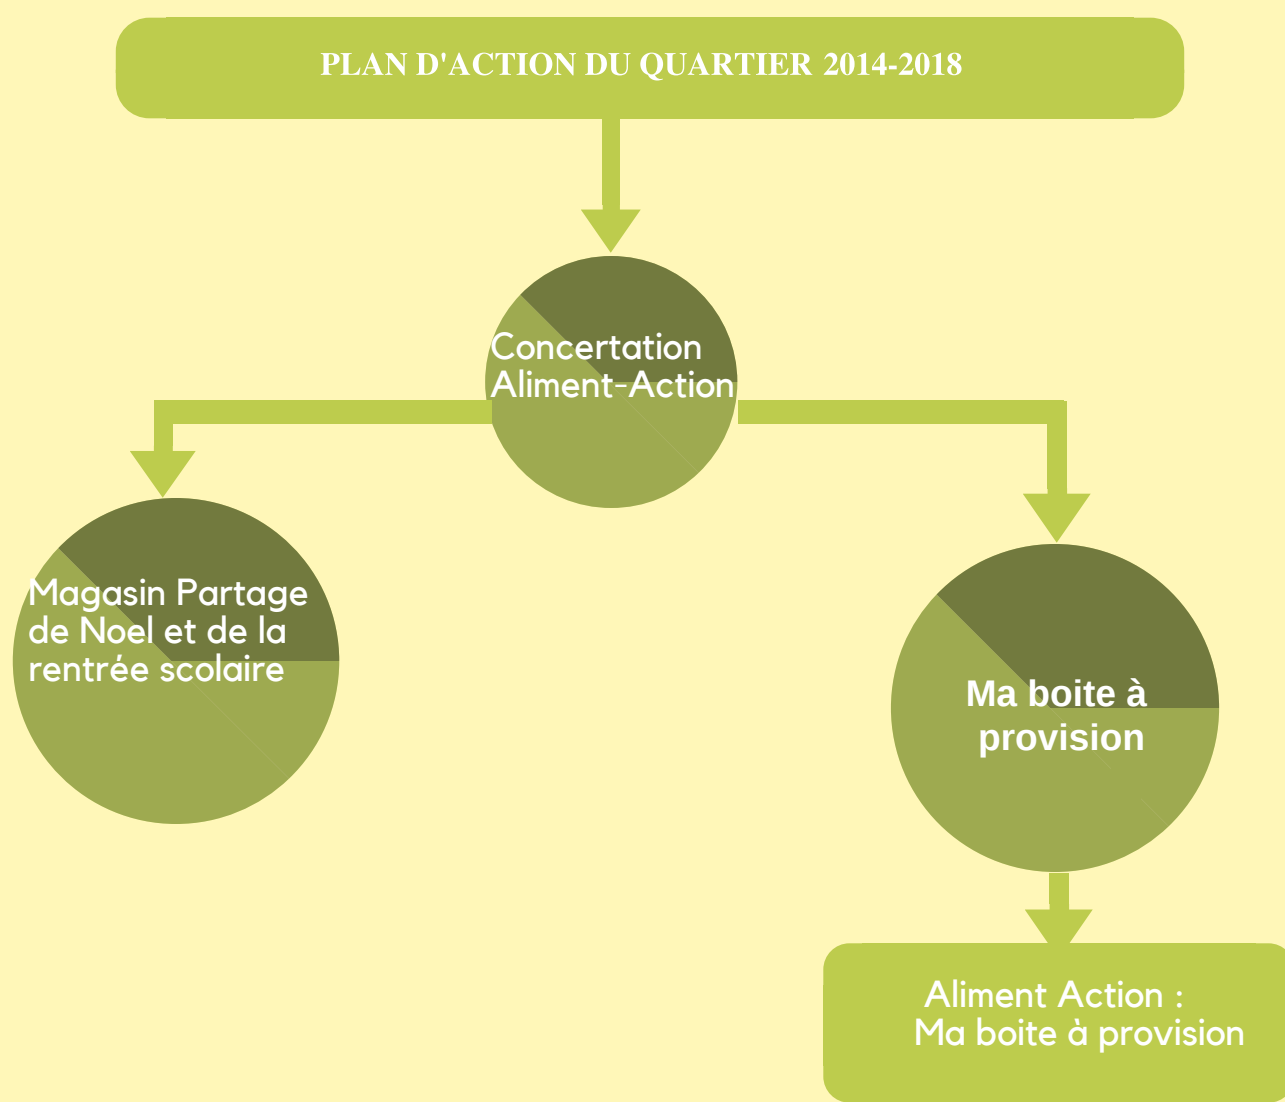 PLAN D'ACTION DU QUARTIER 2014-2018
Concertation
Aliment-Action
Magasin Partage
de Noel et de la
rentrée scolaire
Ma boite à
provision
Aliment Action :
Ma boite à provision